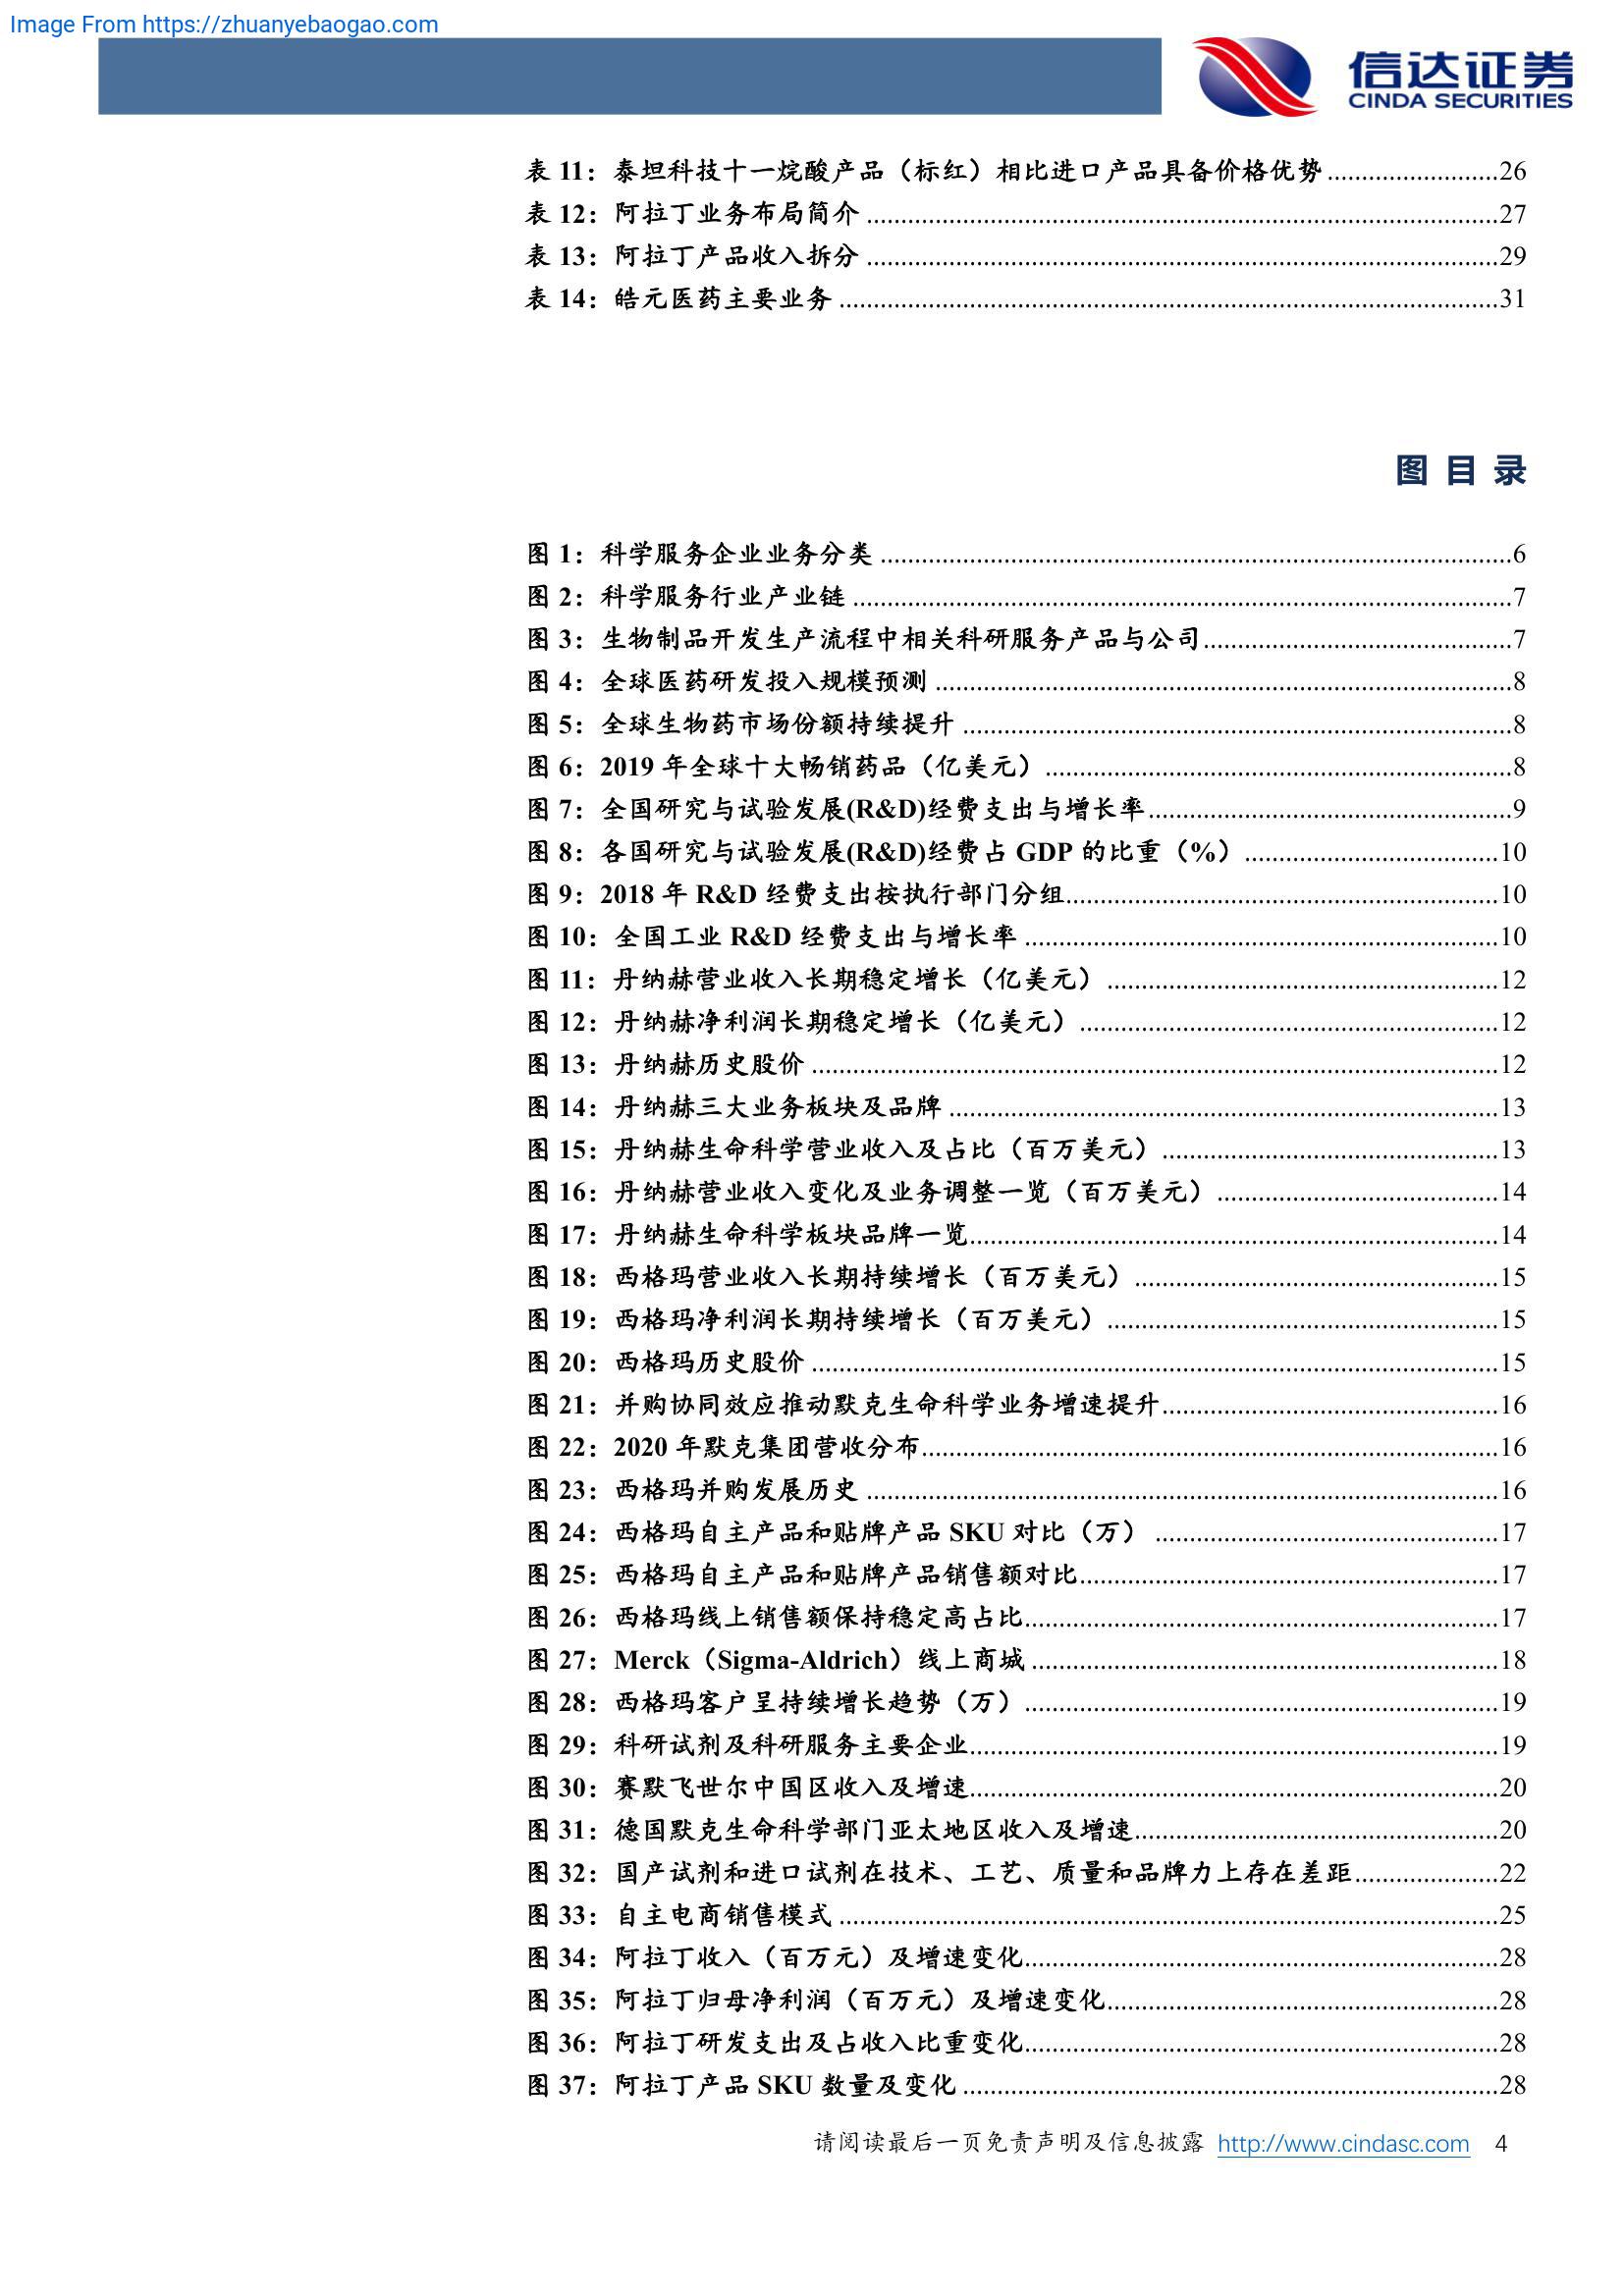 Image From https://zhuanyebaogao.com
信达证券
CINDA SECURITIES
表 11：泰坦科技十一烷酸产品（标红）相比进口产品具备价格优势.........................26
表 12：阿拉丁业务布局简介.........................27
表 13：阿拉丁产品收入拆分.........................29
表 14：皓元医药主要业务.........................31
图 目 录
图 1：科学服务企业业务分类.........................6
图 2：科学服务行业产业链.........................7
图 3：生物制品开发生产流程中相关科研服务产品与公司.........................7
图 4：全球医药研发投入规模预测.........................8
图 5：全球生物药市场份额持续提升.........................8
图 6：2019 年全球十大畅销药品（亿美元）.........................8
图 7：全国研究与试验发展(R&D)经费支出与增长率.........................9
图 8：各国研究与试验发展(R&D)经费占 GDP 的比重（%）.........................10
图 9：2018 年 R&D 经费支出按执行部门分组.........................10
图 10：全国工业 R&D 经费支出与增长率.........................10
图 11：丹纳赫营业收入长期稳定增长（亿美元）.........................12
图 12：丹纳赫净利润长期稳定增长（亿美元）.........................12
图 13：丹纳赫历史股价.........................12
图 14：丹纳赫三大业务板块及品牌.........................13
图 15：丹纳赫生命科学营业收入及占比（百万美元）.........................13
图 16：丹纳赫营业收入变化及业务调整一览（百万美元）.........................14
图 17：丹纳赫生命科学板块品牌一览.........................14
图 18：西格玛营业收入长期持续增长（百万美元）.........................15
图 19：西格玛净利润长期持续增长（百万美元）.........................15
图 20：西格玛历史股价.........................15
图 21：并购协同效应推动默克生命科学业务增速提升.........................16
图 22：2020 年默克集团营收分布.........................16
图 23：西格玛并购发展历史.........................16
图 24：西格玛自主产品和贴牌产品 SKU 对比（万）.........................17
图 25：西格玛自主产品和贴牌产品销售额对比.........................17
图 26：西格玛线上销售额保持稳定高占比.........................17
图 27：Merck（Sigma-Aldrich）线上商城.........................18
图 28：西格玛客户呈持续增长趋势（万）.........................19
图 29：科研试剂及科研服务主要企业.........................19
图 30：赛默飞世尔中国区收入及增速.........................20
图 31：德国默克生命科学部门亚太地区收入及增速.........................20
图 32：国产试剂和进口试剂在技术、工艺、质量和品牌力上存在差距.........................22
图 33：自主电商销售模式.........................25
图 34：阿拉丁收入（百万元）及增速变化.........................28
图 35：阿拉丁归母净利润（百万元）及增速变化.........................28
图 36：阿拉丁研发支出及占收入比重变化.........................28
图 37：阿拉丁产品 SKU 数量及变化.........................28
请阅读最后一页免责声明及信息披露 http://www.cindasc.com 4